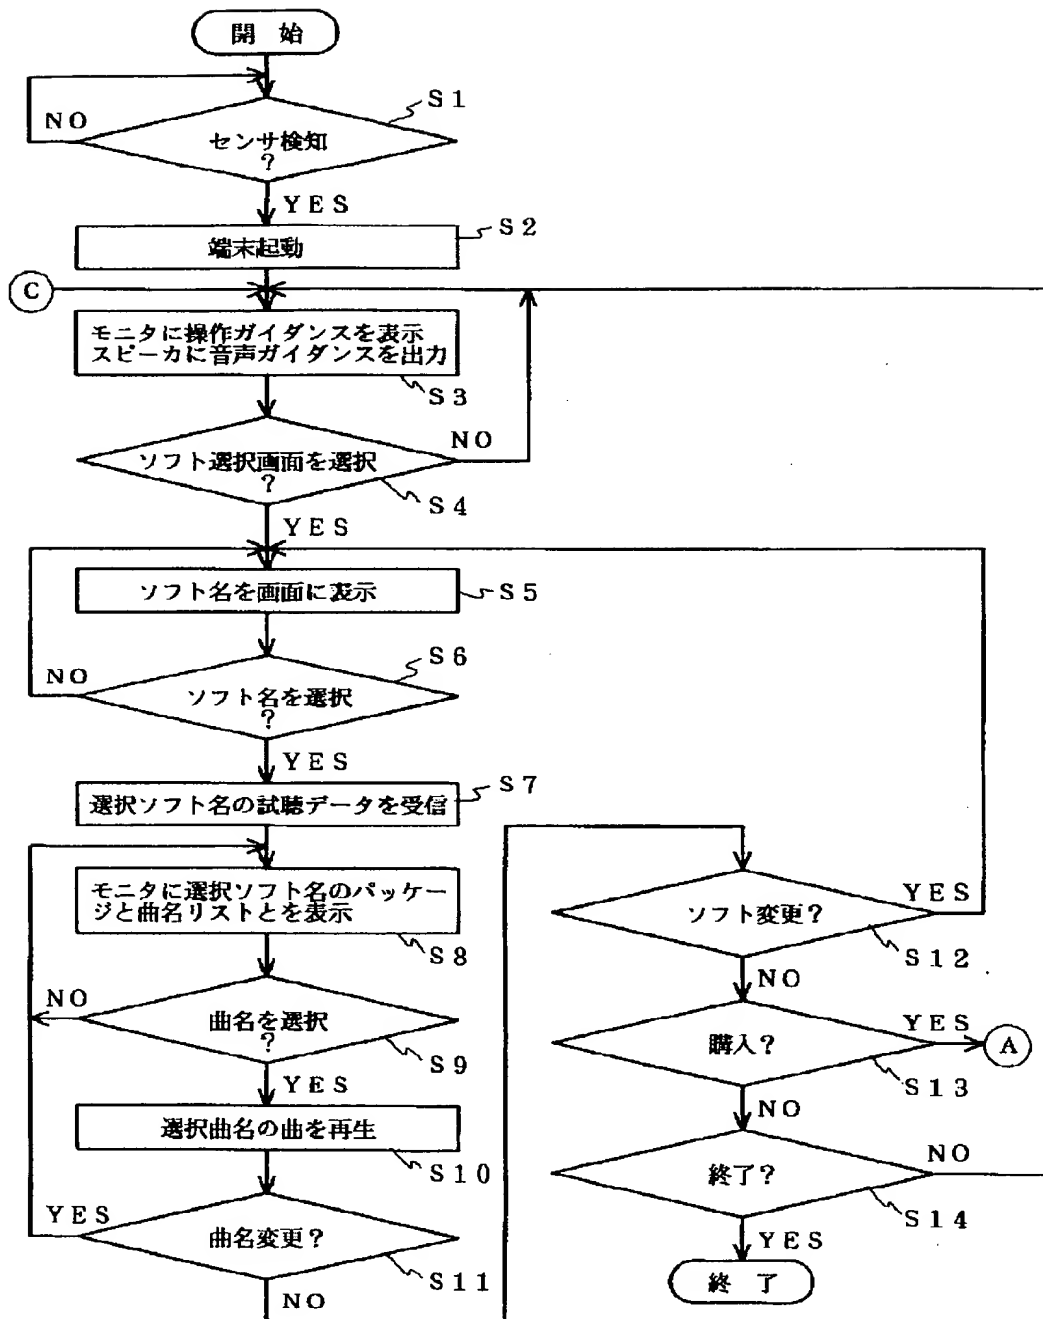 開 始
S1
NO
センサ検知
?
YES
S2
端末起動
C
モニタに操作ガイダンスを表示
スピーカに音声ガイダンスを出力
S3
NO
ソフト選択画面を選択
?
S4
YES
ソフト名を画面に表示
S5
S6
NO
ソフト名を選択
?
YES
S7
選択ソフト名の試聴データを受信
モニタに選択ソフト名のパッケー
ジと曲名リストとを表示
S8
NO
曲名を選択
?
S9
YES
選択曲名の曲を再生
S10
YES
曲名変更?
S11
NO
ソフト変更?
YES
S12
NO
購入?
YES
A
S13
NO
終了?
NO
S14
YES
終 了